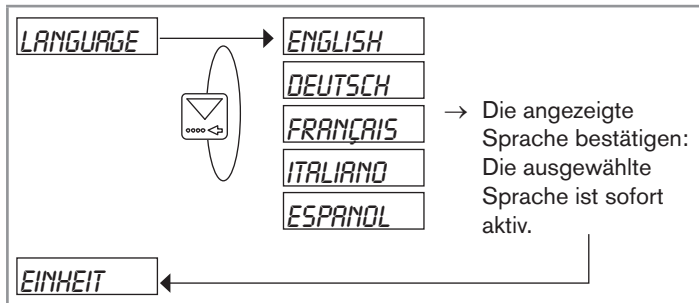 LANGUAGE
ENGLISH
DEUTSCH
FRANÇAIS
ITALIANO
ESPANOL
→ Die angezeigte
Sprache bestätigen:
Die ausgewählte
Sprache ist sofort
aktiv.
EINHEIT